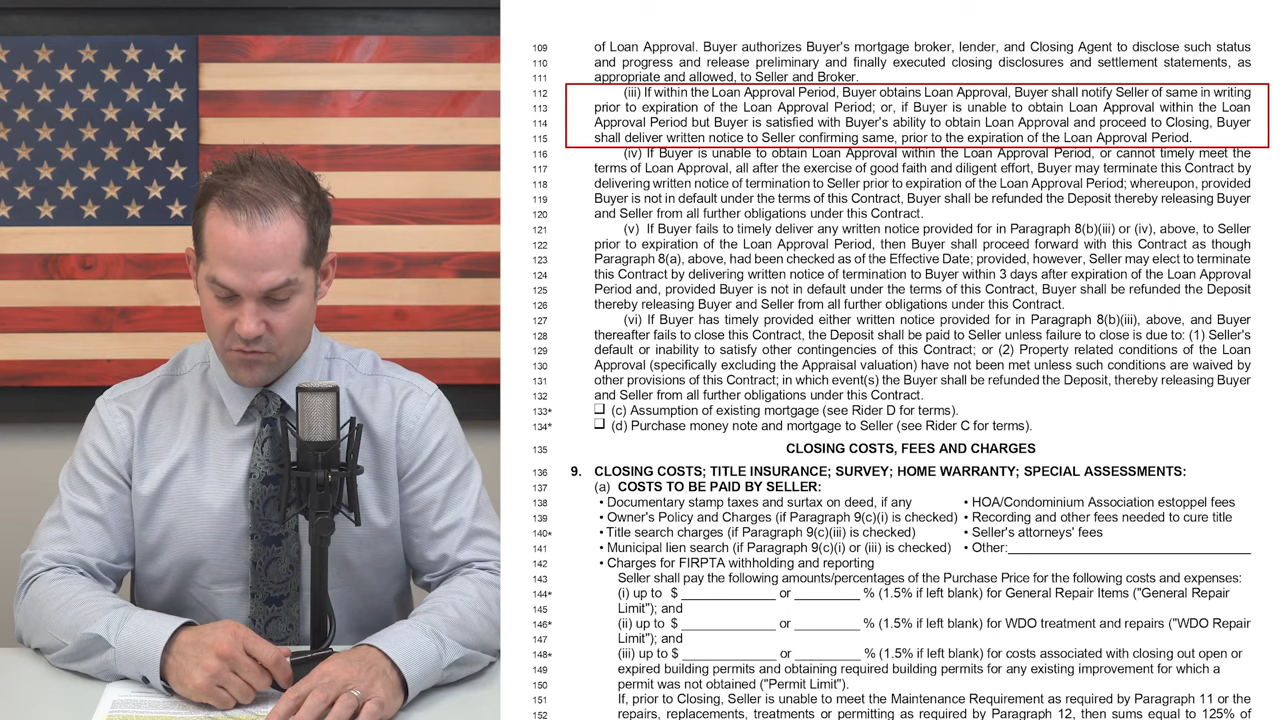 109 of Loan Approval. Buyer authorizes Buyer's mortgage broker, lender, and Closing Agent to disclose such status
110 and progress and release preliminary and finally executed closing disclosures and settlement statements, as
111 appropriate and allowed, to Seller and Broker.
112 (iii) If within the Loan Approval Period, Buyer obtains Loan Approval, Buyer shall notify Seller of same in writing
113 prior to expiration of the Loan Approval Period; or, if Buyer is unable to obtain Loan Approval within the Loan
114 Approval Period but Buyer is satisfied with Buyer's ability to obtain Loan Approval and proceed to Closing, Buyer
115 shall deliver written notice to Seller confirming same, prior to the expiration of the Loan Approval Period.
116 (iv) If Buyer is unable to obtain Loan Approval within the Loan Approval Period, or cannot timely meet the
117 terms of Loan Approval, all after the exercise of good faith and diligent effort, Buyer may terminate this Contract by
118 delivering written notice of termination to Seller prior to expiration of the Loan Approval Period; whereupon, provided
119 Buyer is not in default under the terms of this Contract, Buyer shall be refunded the Deposit thereby releasing Buyer
120 and Seller from all further obligations under this Contract.
121 (v) If Buyer fails to timely deliver any written notice provided for in Paragraph 8(b)(iii) or (iv), above, to Seller
122 prior to expiration of the Loan Approval Period, then Buyer shall proceed forward with this Contract as though
123 Paragraph 8(a), above, had been checked as of the Effective Date; provided, however, Seller may elect to terminate
124 this Contract by delivering written notice of termination to Buyer within 3 days after expiration of the Loan Approval
125 Period and, provided Buyer is not in default under the terms of this Contract, Buyer shall be refunded the Deposit
126 thereby releasing Buyer and Seller from all further obligations under this Contract.
127 (vi) If Buyer has timely provided either written notice provided for in Paragraph 8(b)(iii), above, and Buyer
128 thereafter fails to close this Contract, the Deposit shall be paid to Seller unless failure to close is due to: (1) Seller's
129 default or inability to satisfy other contingencies of this Contract; or (2) Property related conditions of the Loan
130 Approval (specifically excluding the Appraisal valuation) have not been met unless such conditions are waived by
131 other provisions of this Contract; in which event(s) the Buyer shall be refunded the Deposit, thereby releasing Buyer
132 and Seller from all further obligations under this Contract.
133* ☐ (c) Assumption of existing mortgage (see Rider D for terms).
134* ☐ (d) Purchase money note and mortgage to Seller (see Rider C for terms).
135 CLOSING COSTS, FEES AND CHARGES
136 9. CLOSING COSTS; TITLE INSURANCE; SURVEY; HOME WARRANTY; SPECIAL ASSESSMENTS:
137 (a) COSTS TO BE PAID BY SELLER:
138 • Documentary stamp taxes and surtax on deed, if any • HOA/Condominium Association estoppel fees
139 • Owner's Policy and Charges (if Paragraph 9(c)(i) is checked) • Recording and other fees needed to cure title
140* • Title search charges (if Paragraph 9(c)(iii) is checked) • Seller's attorneys' fees
141 • Municipal lien search (if Paragraph 9(c)(i) or (iii) is checked) • Other:____________________
142 • Charges for FIRPTA withholding and reporting
143 Seller shall pay the following amounts/percentages of the Purchase Price for the following costs and expenses:
144* (i) up to $ __________ or _______ % (1.5% if left blank) for General Repair Items ("General Repair
145 Limit"); and
146* (ii) up to $ __________ or _______ % (1.5% if left blank) for WDO treatment and repairs ("WDO Repair
147 Limit"); and
148* (iii) up to $ __________ or _______ % (1.5% if left blank) for costs associated with closing out open or
149 expired building permits and obtaining required building permits for any existing improvement for which a
150 permit was not obtained ("Permit Limit").
151 If, prior to Closing, Seller is unable to meet the Maintenance Requirement as required by Paragraph 11 or the
152 repairs, replacements, treatments or permitting as required by Paragraph 12, then sums equal to 125% of